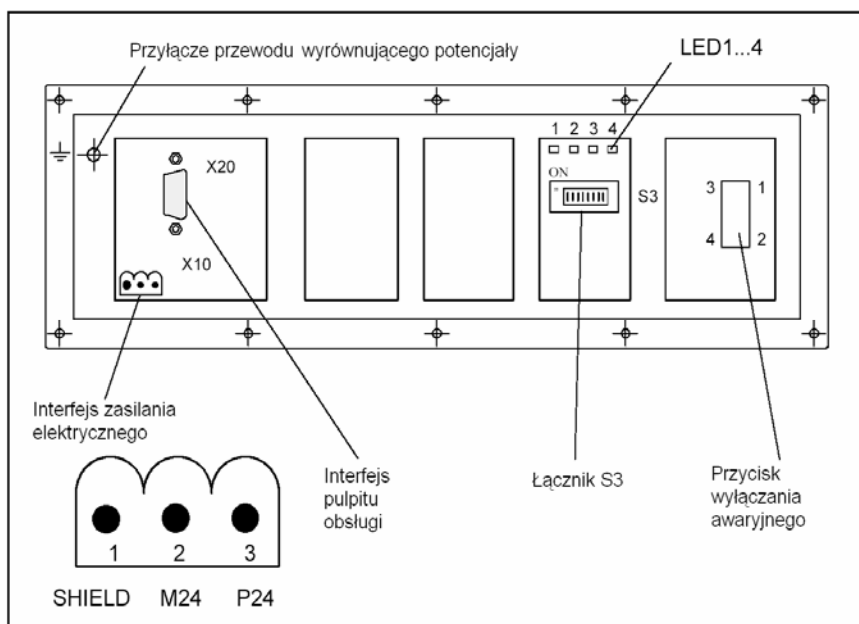 Przyłącze przewodu wyrównującego potencjały
LED1...4
1 2 3 4
ON
X20
S3
3 1
4 2
X10
Interfejs zasilania
elektrycznego
Interfejs
pulpitu
obsługi
Łącznik S3
Przycisk
wyłączania
awaryjnego
1 2 3
SHIELD M24 P24